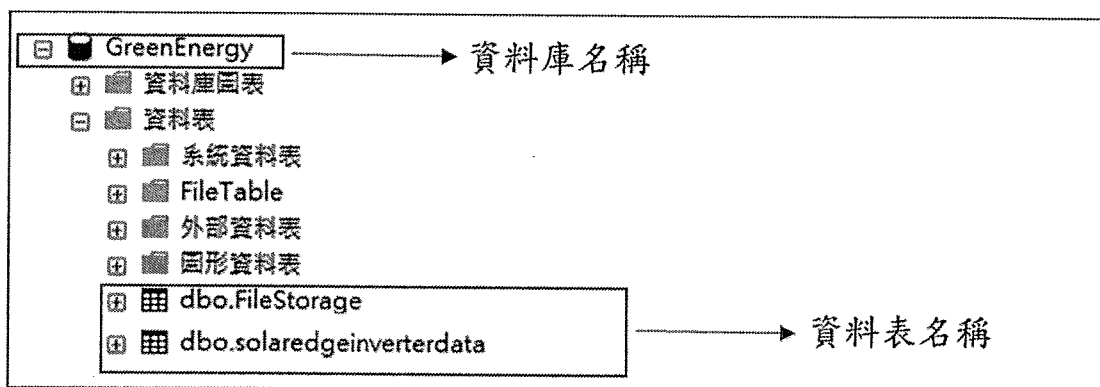 GreenEnergy
資料庫名稱
資料庫圖表
資料表
系統資料表
FileTable
外部資料表
圖形資料表
dbo.FileStorage
dbo.solaredgeinverterdata
資料表名稱